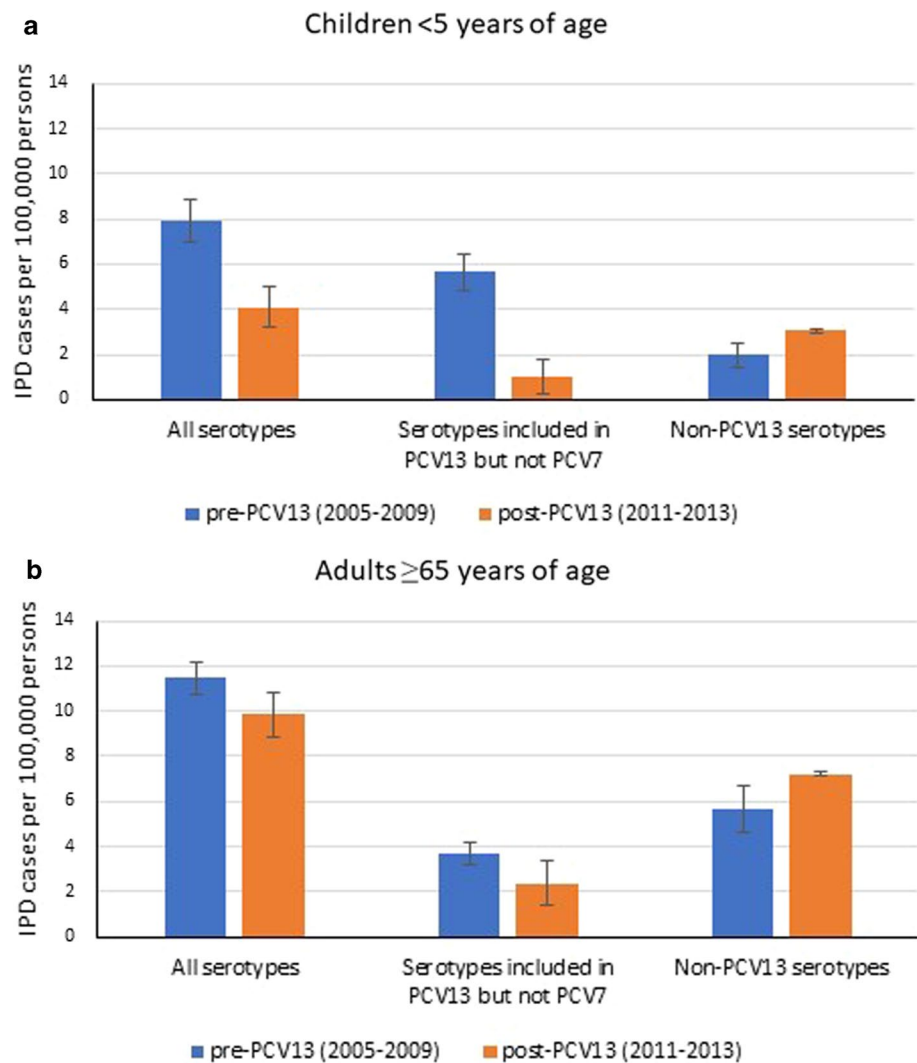 a
Children <5 years of age
IPD cases per 100,000 persons
14
12
10
8
6
4
2
0
All serotypes
Serotypes included in
PCV13 but not PCV7
Non-PCV13 serotypes
pre-PCV13 (2005-2009)
post-PCV13 (2011-2013)
b
Adults ≥65 years of age
IPD cases per 100,000 persons
14
12
10
8
6
4
2
0
All serotypes
Serotypes included in
PCV13 but not PCV7
Non-PCV13 serotypes
pre-PCV13 (2005-2009)
post-PCV13 (2011-2013)